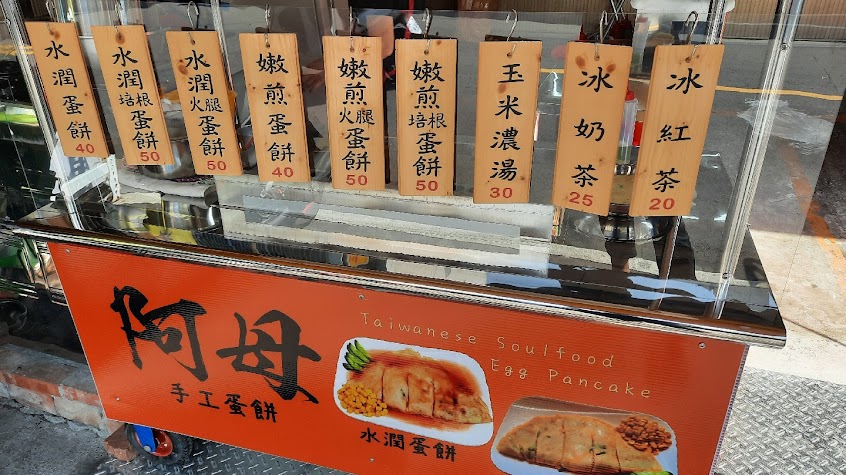 水潤蛋餅 40
水潤培根蛋餅 50
水潤火腿蛋餅 50
嫩煎蛋餅 40
嫩煎火腿蛋餅 50
嫩煎培根蛋餅 50
玉米濃湯 30
冰奶茶 25
冰紅茶 20
阿母
手工蛋餅
Taiwanese Soulfood
Egg Pancake
水潤蛋餅